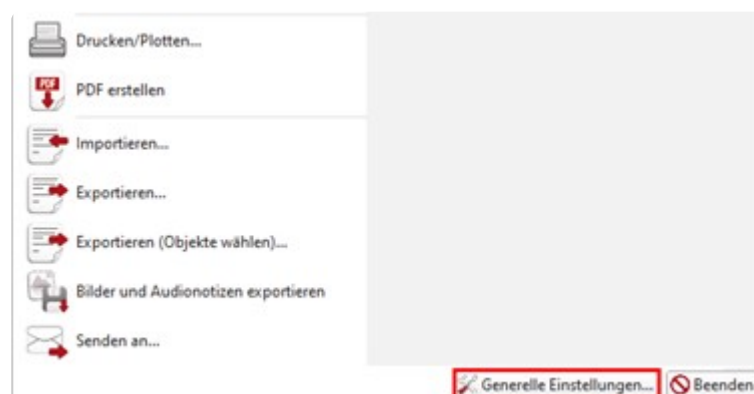 Drucken/Plotten...
PDF erstellen
Importieren...
Exportieren...
Exportieren (Objekte wählen)...
Bilder und Audionotizen exportieren
Senden an...
Generelle Einstellungen... Beenden